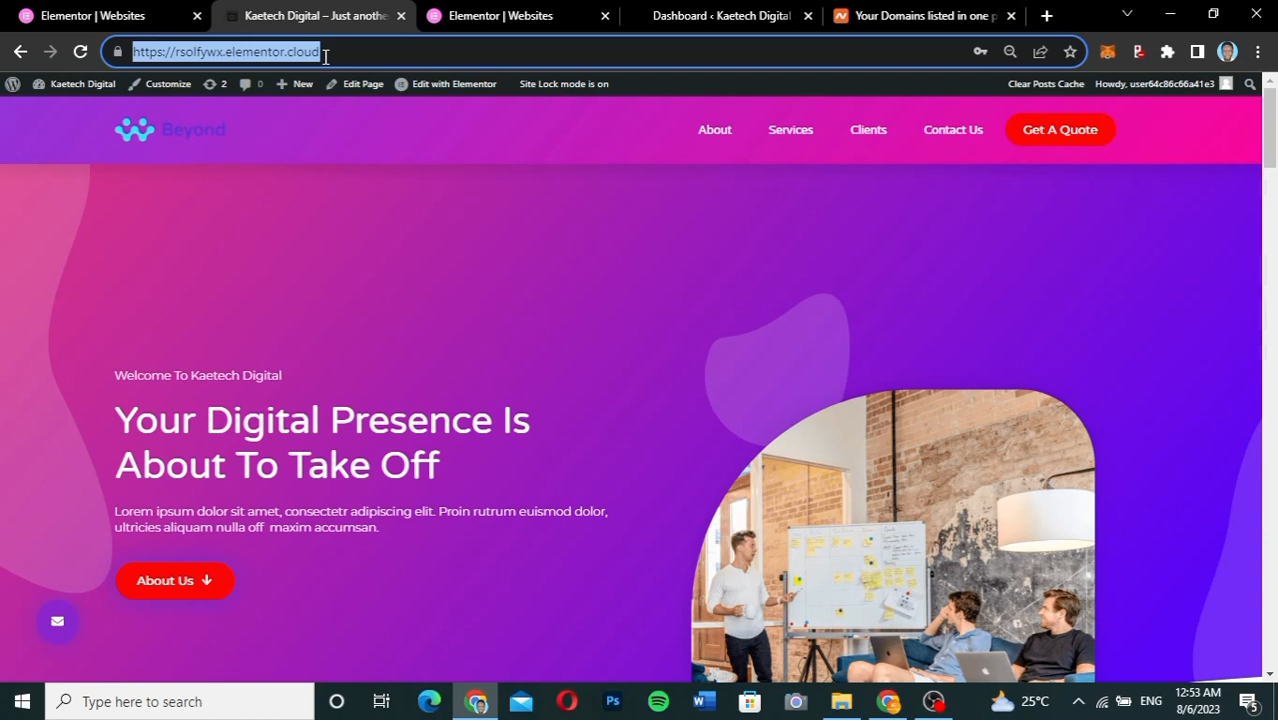 Elementor | Websites
Kaetech Digital – Just anothe
Elementor | Websites
Dashboard ‹ Kaetech Digital
Your Domains listed in one p
https://rsolfywx.elementor.cloud
Kaetech Digital
Customize
2
0
New
Edit Page
Edit with Elementor
Site Lock mode is on
Clear Posts Cache
Howdy, user64c86c66a41e3
Beyond
About
Services
Clients
Contact Us
Get A Quote
Welcome To Kaetech Digital
Your Digital Presence Is
About To Take Off
Lorem ipsum dolor sit amet, consectetr adipiscing elit. Proin rutrum euismod dolor,
ultricies aliquam nulla off maxim accumsan.
About Us
Type here to search
Ps
25°C
ENG
12:53 AM
8/6/2023
5